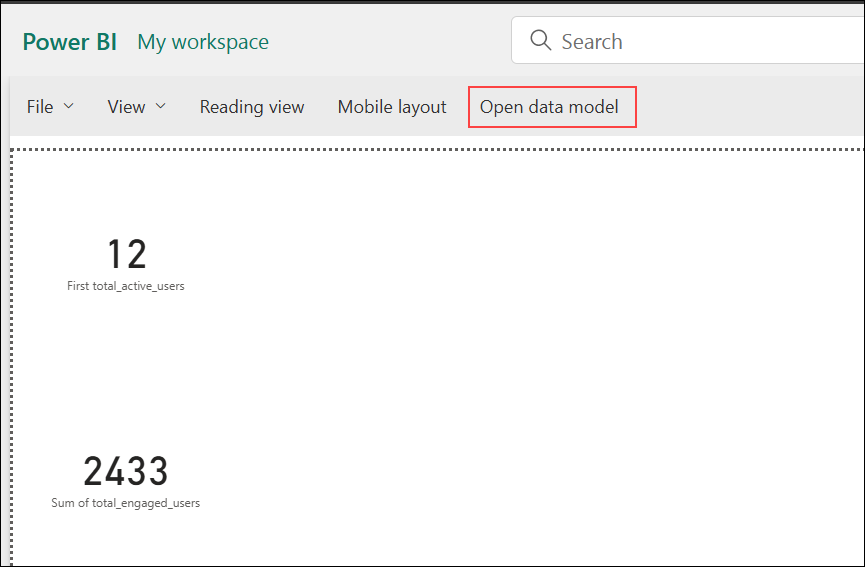 Power BI My workspace Search
File View Reading view Mobile layout Open data model
12
First total_active_users
2433
Sum of total_engaged_users